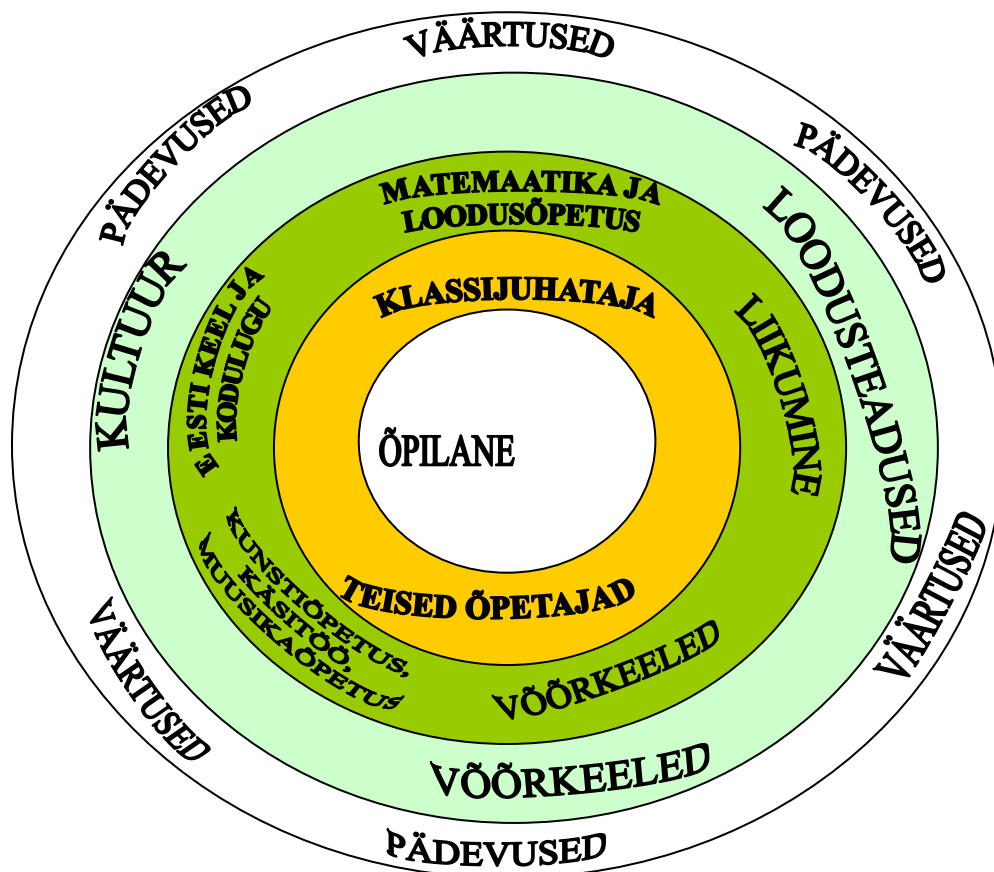 VÄÄRTUSED
PÄDEVUSED
PÄDEVUSED
MATEMAATIKA JA
LOODUSÕPETUS
LOODUSTEADUSED
KULTUUR
EESTI KEEL JA
KODULUGU
KLASSIJUHATAJA
LIIKUMINE
ÕPILANE
KUNSTIÕPETUS,
KÄSITÖÖ,
MUUSIKAÕPETUS
TEISED ÕPETAJAD
VÄÄRTUSED
VÄÄRTUSED
VÕÕRKEELED
VÕÕRKEELED
PÄDEVUSED